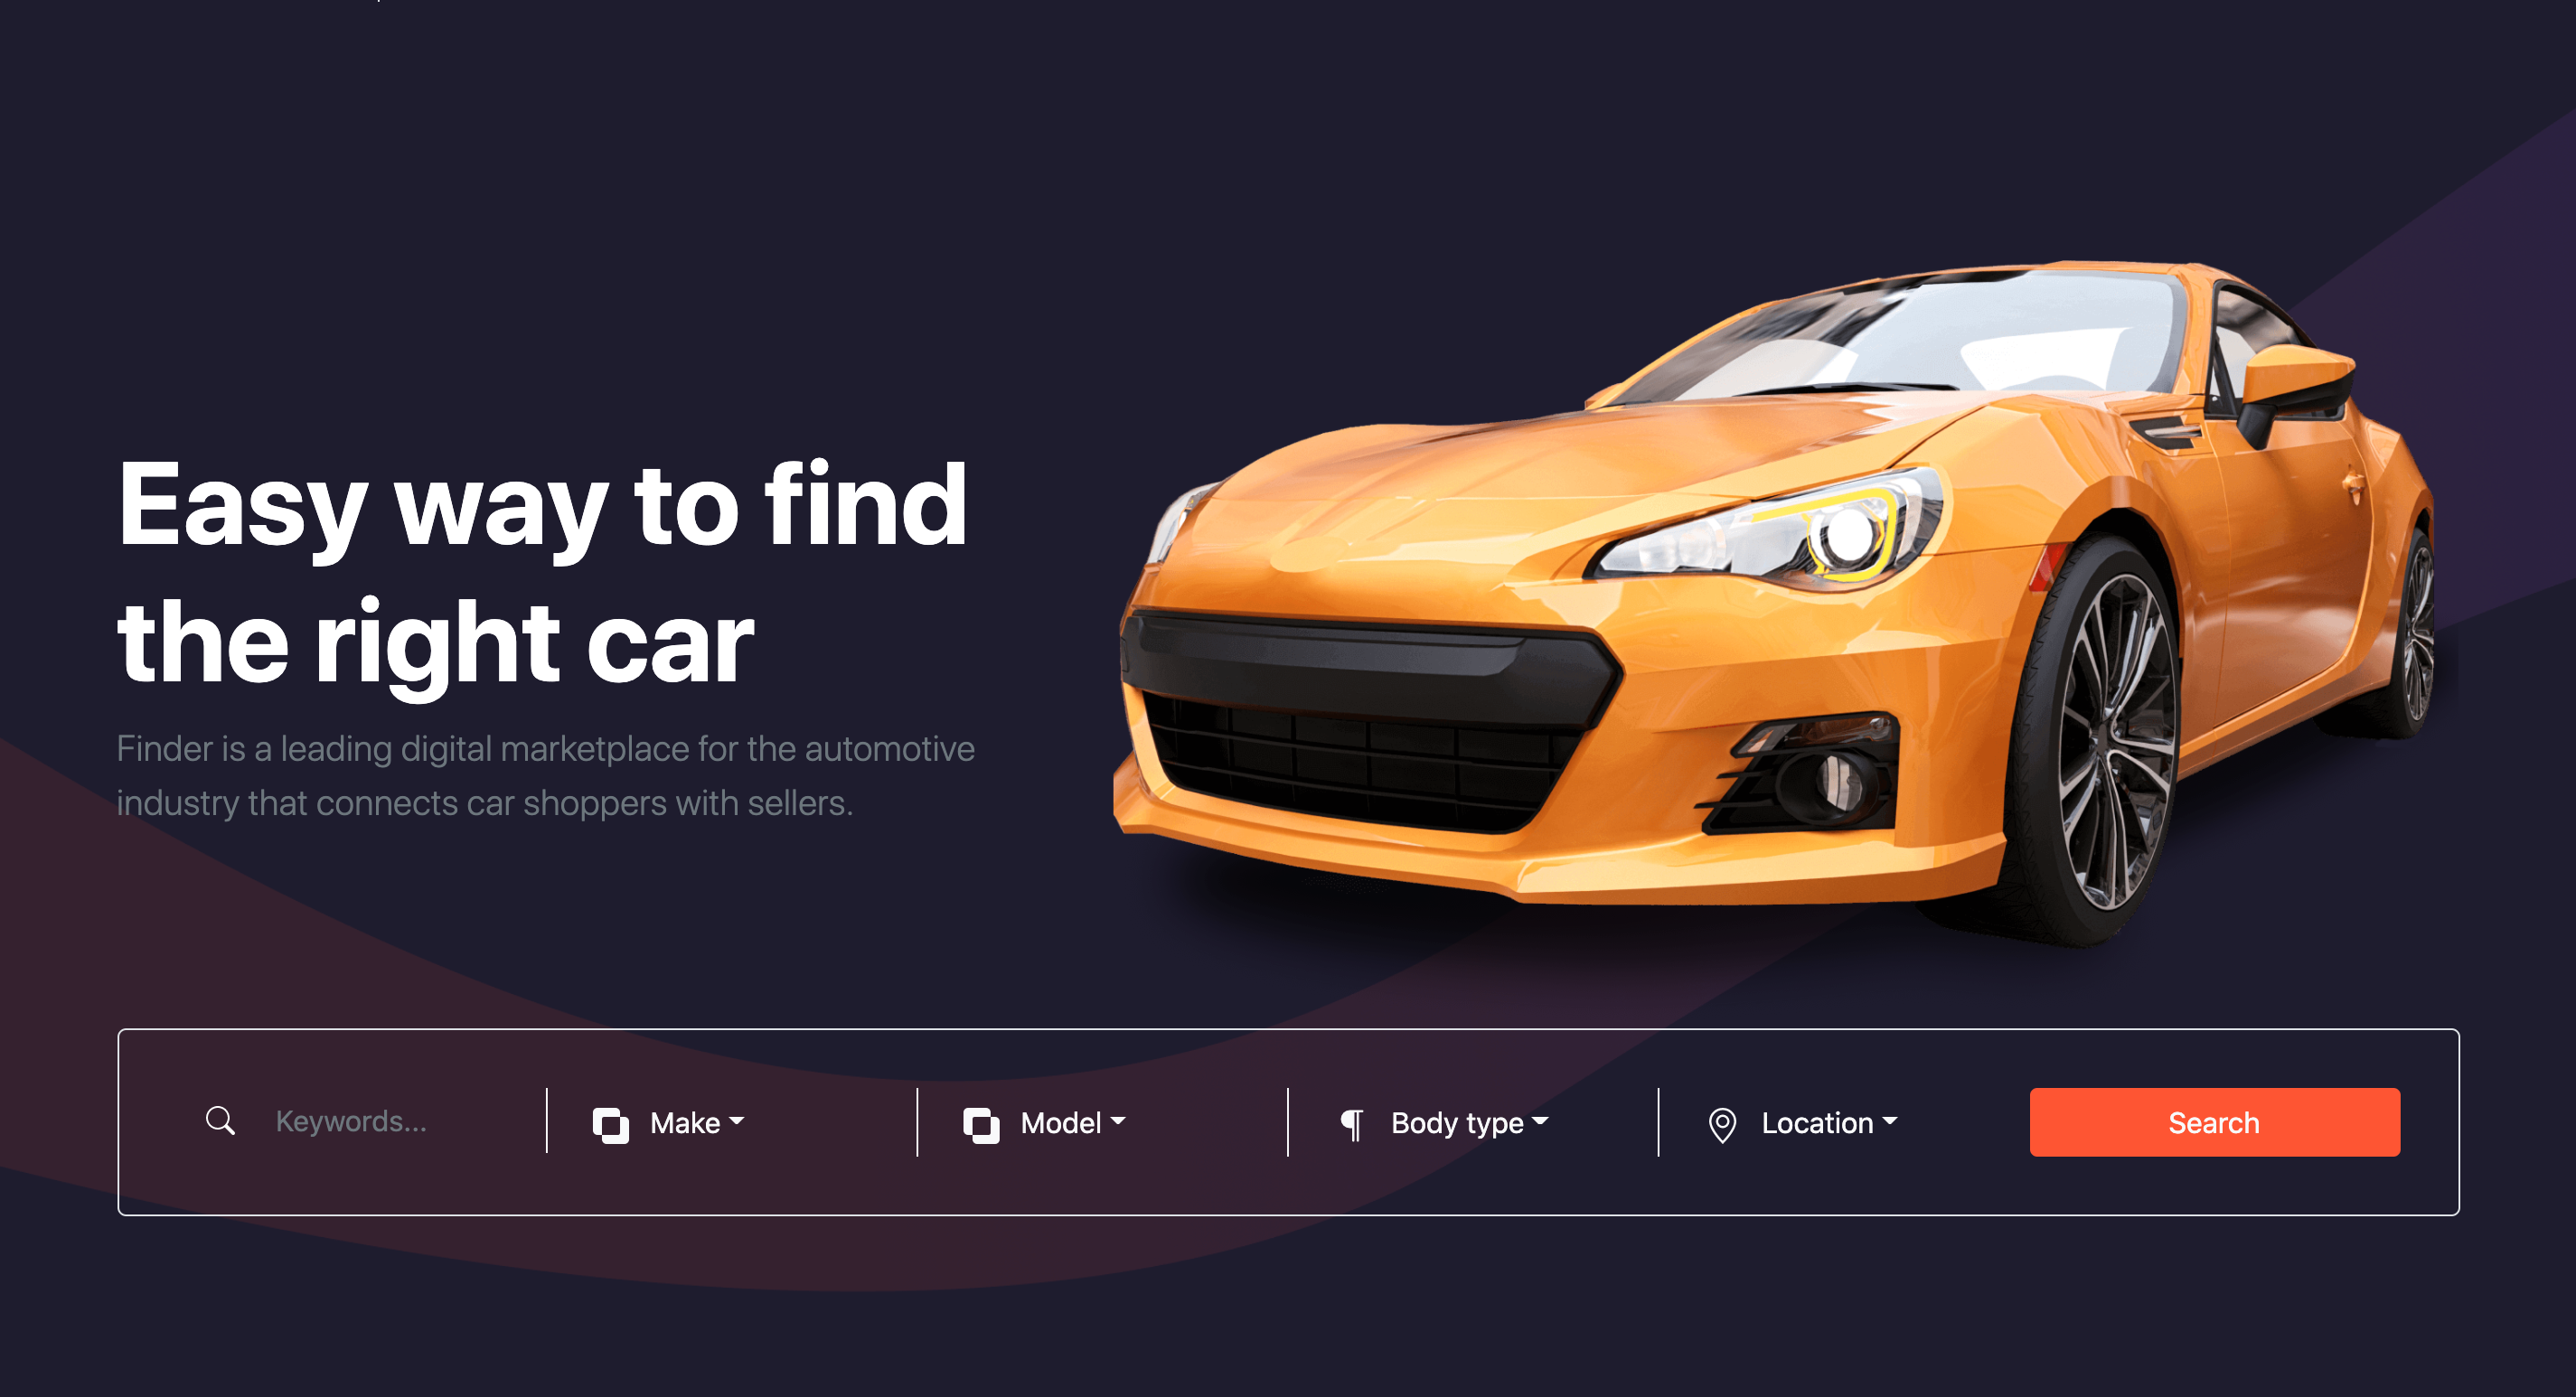 Easy way to find
the right car
Finder is a leading digital marketplace for the automotive
industry that connects car shoppers with sellers.
Keywords...
Make
Model
Body type
Location
Search